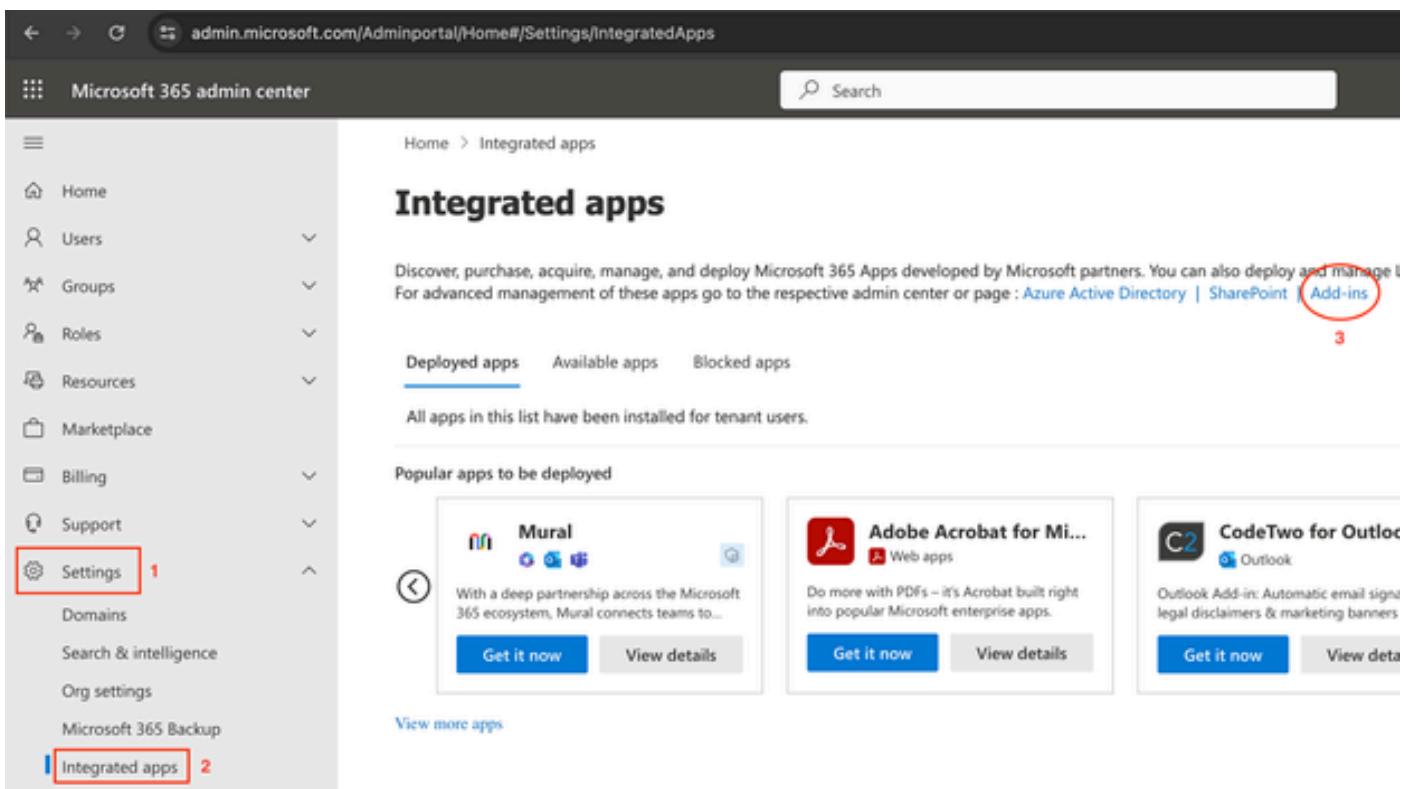 admin.microsoft.com/Adminportal/Home#/Settings/IntegratedApps
Microsoft 365 admin center
Search
Home
Users
Groups
Roles
Resources
Marketplace
Billing
Support
Settings 1
Domains
Search & intelligence
Org settings
Microsoft 365 Backup
Integrated apps 2
Home > Integrated apps
Integrated apps
Discover, purchase, acquire, manage, and deploy Microsoft 365 Apps developed by Microsoft partners. You can also deploy and manage L
For advanced management of these apps go to the respective admin center or page : Azure Active Directory | SharePoint | Add-ins
3
Deployed apps Available apps Blocked apps
All apps in this list have been installed for tenant users.
Popular apps to be deployed
Mural
With a deep partnership across the Microsoft
365 ecosystem, Mural connects teams to...
Get it now View details
Adobe Acrobat for Mi...
Web apps
Do more with PDFs – it's Acrobat built right
into popular Microsoft enterprise apps.
Get it now View details
C2
CodeTwo for Outloo
Outlook
Outlook Add-in: Automatic email signa
legal disclaimers & marketing banners
Get it now View deta
View more apps